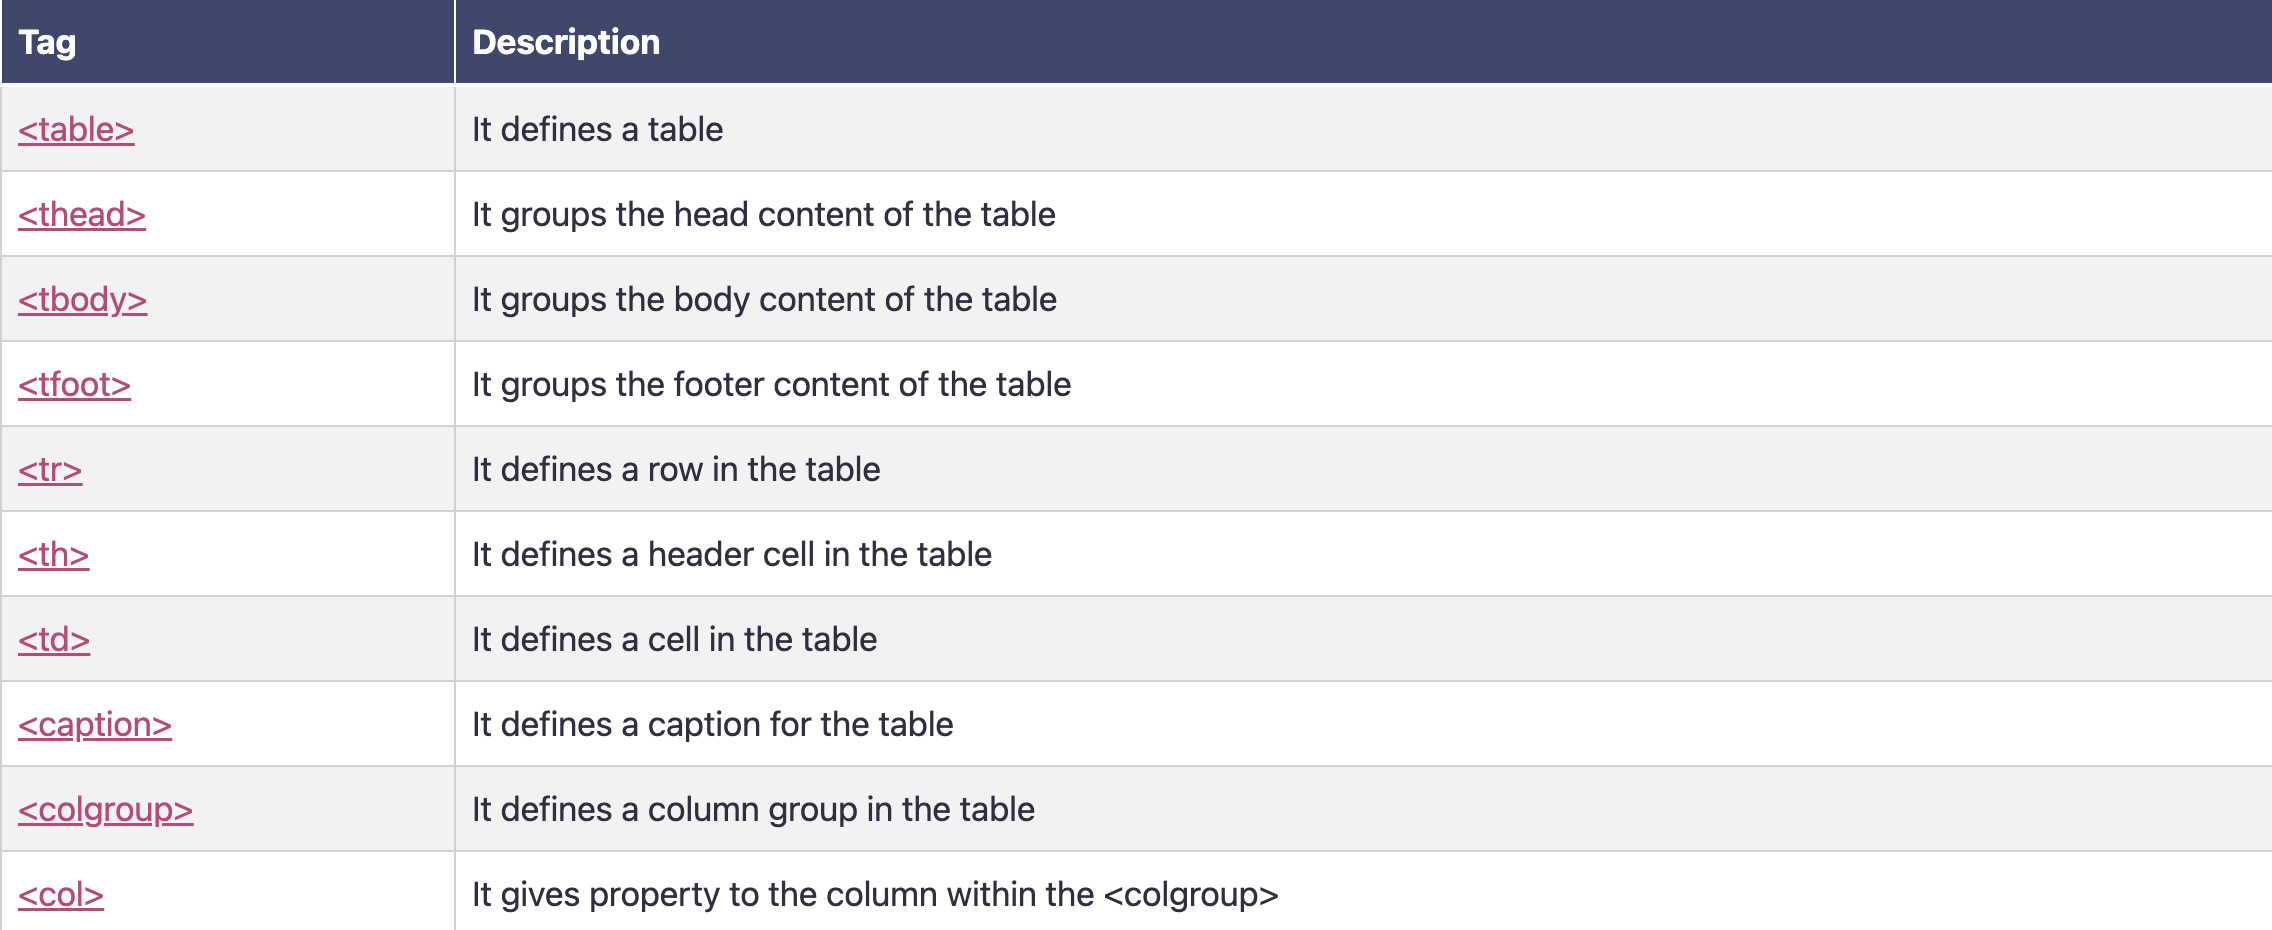 Tag Description
<table> It defines a table
<thead> It groups the head content of the table
<tbody> It groups the body content of the table
<tfoot> It groups the footer content of the table
<tr> It defines a row in the table
<th> It defines a header cell in the table
<td> It defines a cell in the table
<caption> It defines a caption for the table
<colgroup> It defines a column group in the table
<col> It gives property to the column within the <colgroup>